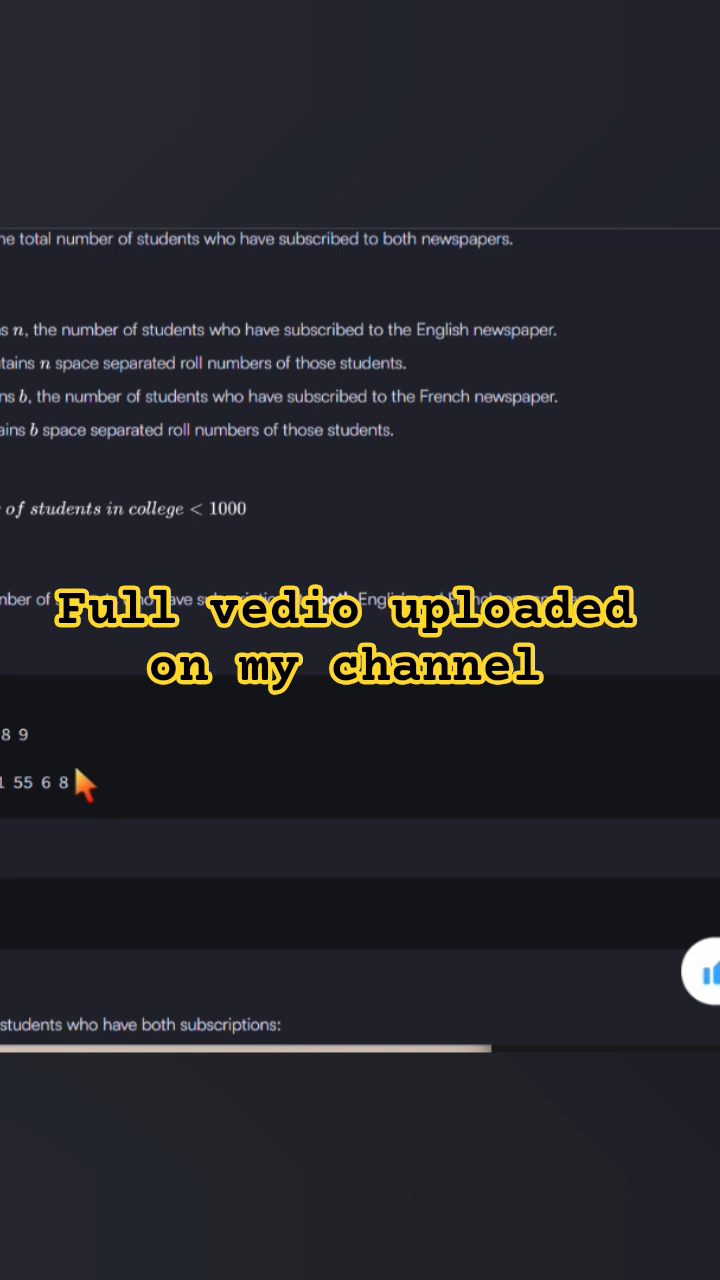 he total number of students who have subscribed to both newspapers.
s n, the number of students who have subscribed to the English newspaper.
tains n space separated roll numbers of those students.
ns b, the number of students who have subscribed to the French newspaper.
ains b space separated roll numbers of those students.
of students in college < 1000
nber of
Full vedio uploaded
on my channel
8 9
1 55 6 8
students who have both subscriptions: